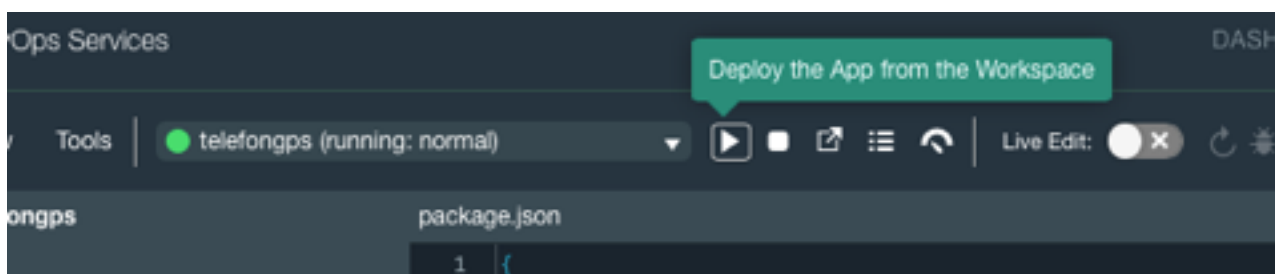 Ops Services
DASH
Deploy the App from the Workspace
Tools
telefongps (running: normal)
Live Edit:
ongps
package.json
1 {